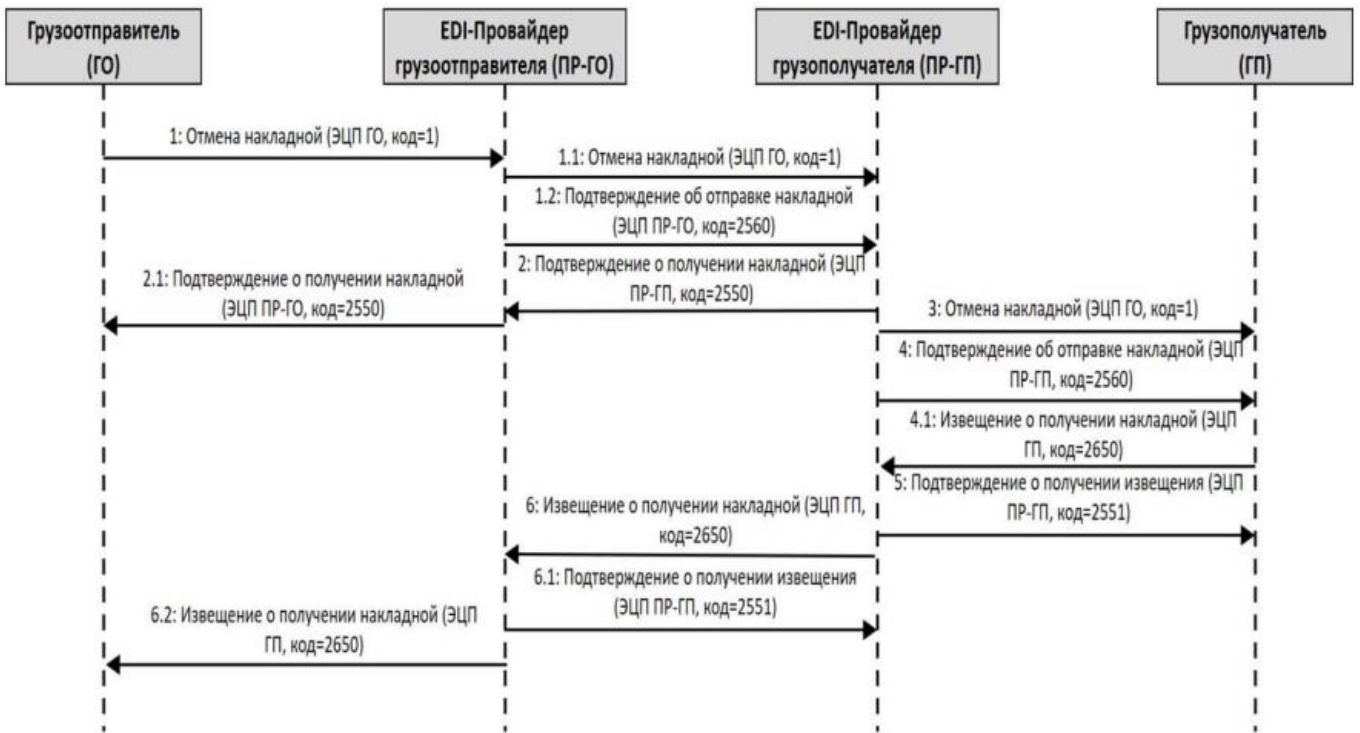 Грузоотправитель
(ГО)
EDI-Провайдер
грузоотправителя (ПР-ГО)
EDI-Провайдер
грузополучателя (ПР-ГП)
Грузополучатель
(ГП)
1: Отмена накладной (ЭЦП ГО, код=1)
1.1: Отмена накладной (ЭЦП ГО, код=1)
1.2: Подтверждение об отправке накладной
(ЭЦП ПР-ГО, код=2560)
2: Подтверждение о получении накладной (ЭЦП
ПР-ГП, код=2550)
2.1: Подтверждение о получении накладной
(ЭЦП ПР-ГО, код=2550)
3: Отмена накладной (ЭЦП ГО, код=1)
4: Подтверждение об отправке накладной (ЭЦП
ПР-ГП, код=2560)
4.1: Извещение о получении накладной (ЭЦП
ГП, код=2650)
5: Подтверждение о получении извещения (ЭЦП
ПР-ГП, код=2551)
6: Извещение о получении накладной (ЭЦП ГП,
код=2650)
6.1: Подтверждение о получении извещения
(ЭЦП ПР-ГП, код=2551)
6.2: Извещение о получении накладной (ЭЦП
ГП, код=2650)